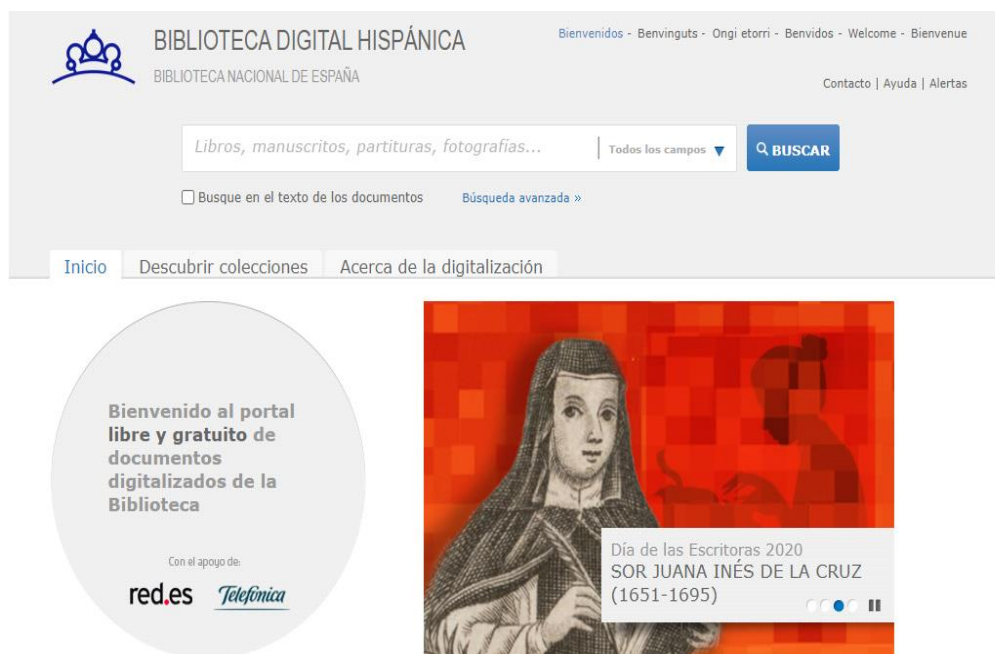 BIBLIOTECA DIGITAL HISPÁNICA
BIBLIOTECA NACIONAL DE ESPAÑA
Bienvenidos - Benvinguts - Ongi etorri - Benvidos - Welcome - Bienvenue
Contacto | Ayuda | Alertas
Libros, manuscritos, partituras, fotografías...
Todos los campos
BUSCAR
Busque en el texto de los documentos
Búsqueda avanzada »
Inicio
Descubrir colecciones
Acerca de la digitalización
Bienvenido al portal
libre y gratuito de
documentos
digitalizados de la
Biblioteca
Con el apoyo de:
red.es
Telefónica
Día de las Escritoras 2020
SOR JUANA INÉS DE LA CRUZ
(1651-1695)